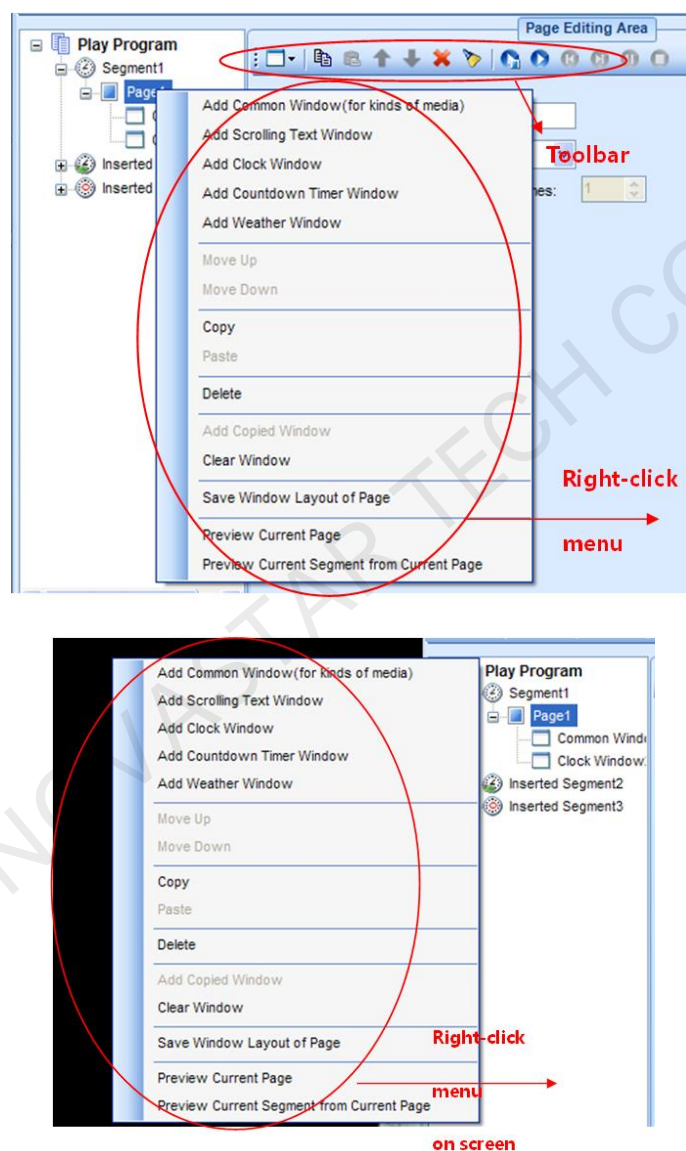 Page Editing Area
Play Program
Segment1
Page1
Inserted
Inserted
Add Common Window(for kinds of media)
Add Scrolling Text Window
Add Clock Window
Add Countdown Timer Window
Add Weather Window
Move Up
Move Down
Copy
Paste
Delete
Add Copied Window
Clear Window
Save Window Layout of Page
Preview Current Page
Preview Current Segment from Current Page
Toolbar
1
Right-click
menu
Add Common Window(for kinds of media)
Add Scrolling Text Window
Add Clock Window
Add Countdown Timer Window
Add Weather Window
Move Up
Move Down
Copy
Paste
Delete
Add Copied Window
Clear Window
Save Window Layout of Page
Preview Current Page
Preview Current Segment from Current Page
Play Program
Segment1
Page1
Common Wind
Clock Window
Inserted Segment2
Inserted Segment3
Right-click
menu
on screen
NOVASTAR TECH CO